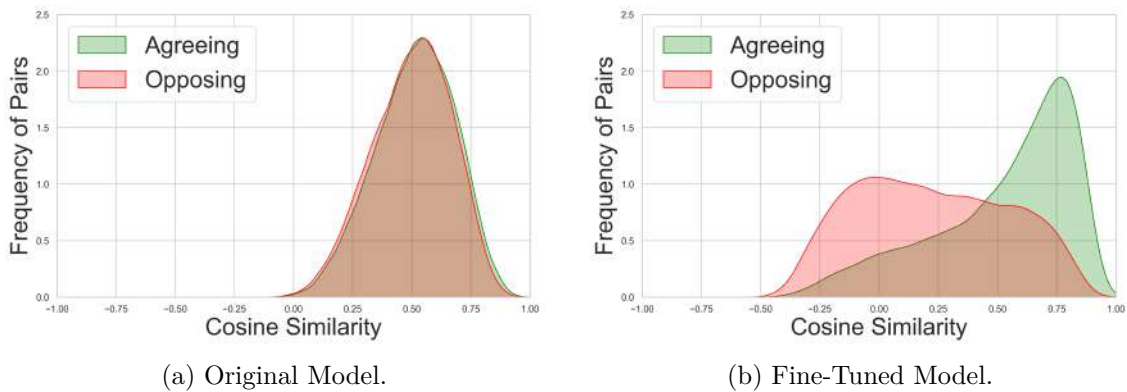 2.5
2.0
1.5
1.0
0.5
0.0
Frequency of Pairs
Agreeing
Opposing
−1.00 −0.75 −0.50 −0.25 0.00 0.25 0.50 0.75 1.00
Cosine Similarity
(a) Original Model.
2.5
2.0
1.5
1.0
0.5
0.0
Frequency of Pairs
Agreeing
Opposing
−1.00 −0.75 −0.50 −0.25 0.00 0.25 0.50 0.75 1.00
Cosine Similarity
(b) Fine-Tuned Model.